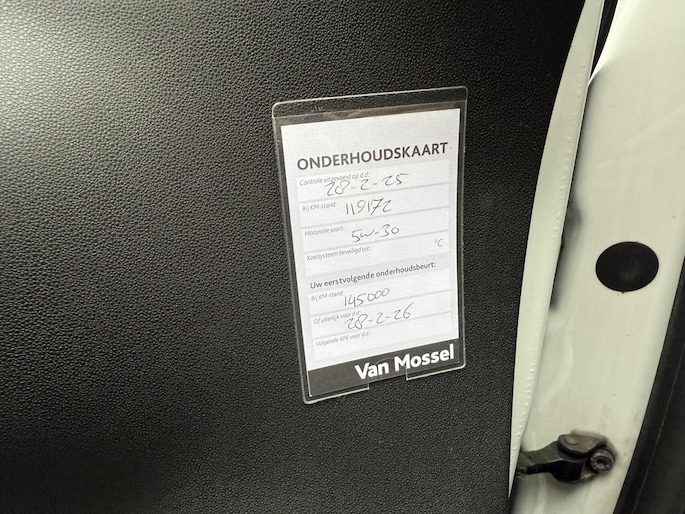 ONDERHOUDSKAART
Controle uitgevoerd op d.d.:
28-2-25
Bij KM-stand:
119172
Motorolie soort:
5W-30
Koelsysteem beveiligd tot:
°C
Uw eerstvolgende onderhoudsbeurt:
Bij KM-stand:
145000
Of uiterlijk voor d.d.:
28-2-26
Volgende APK voor d.d.:
Van Mossel